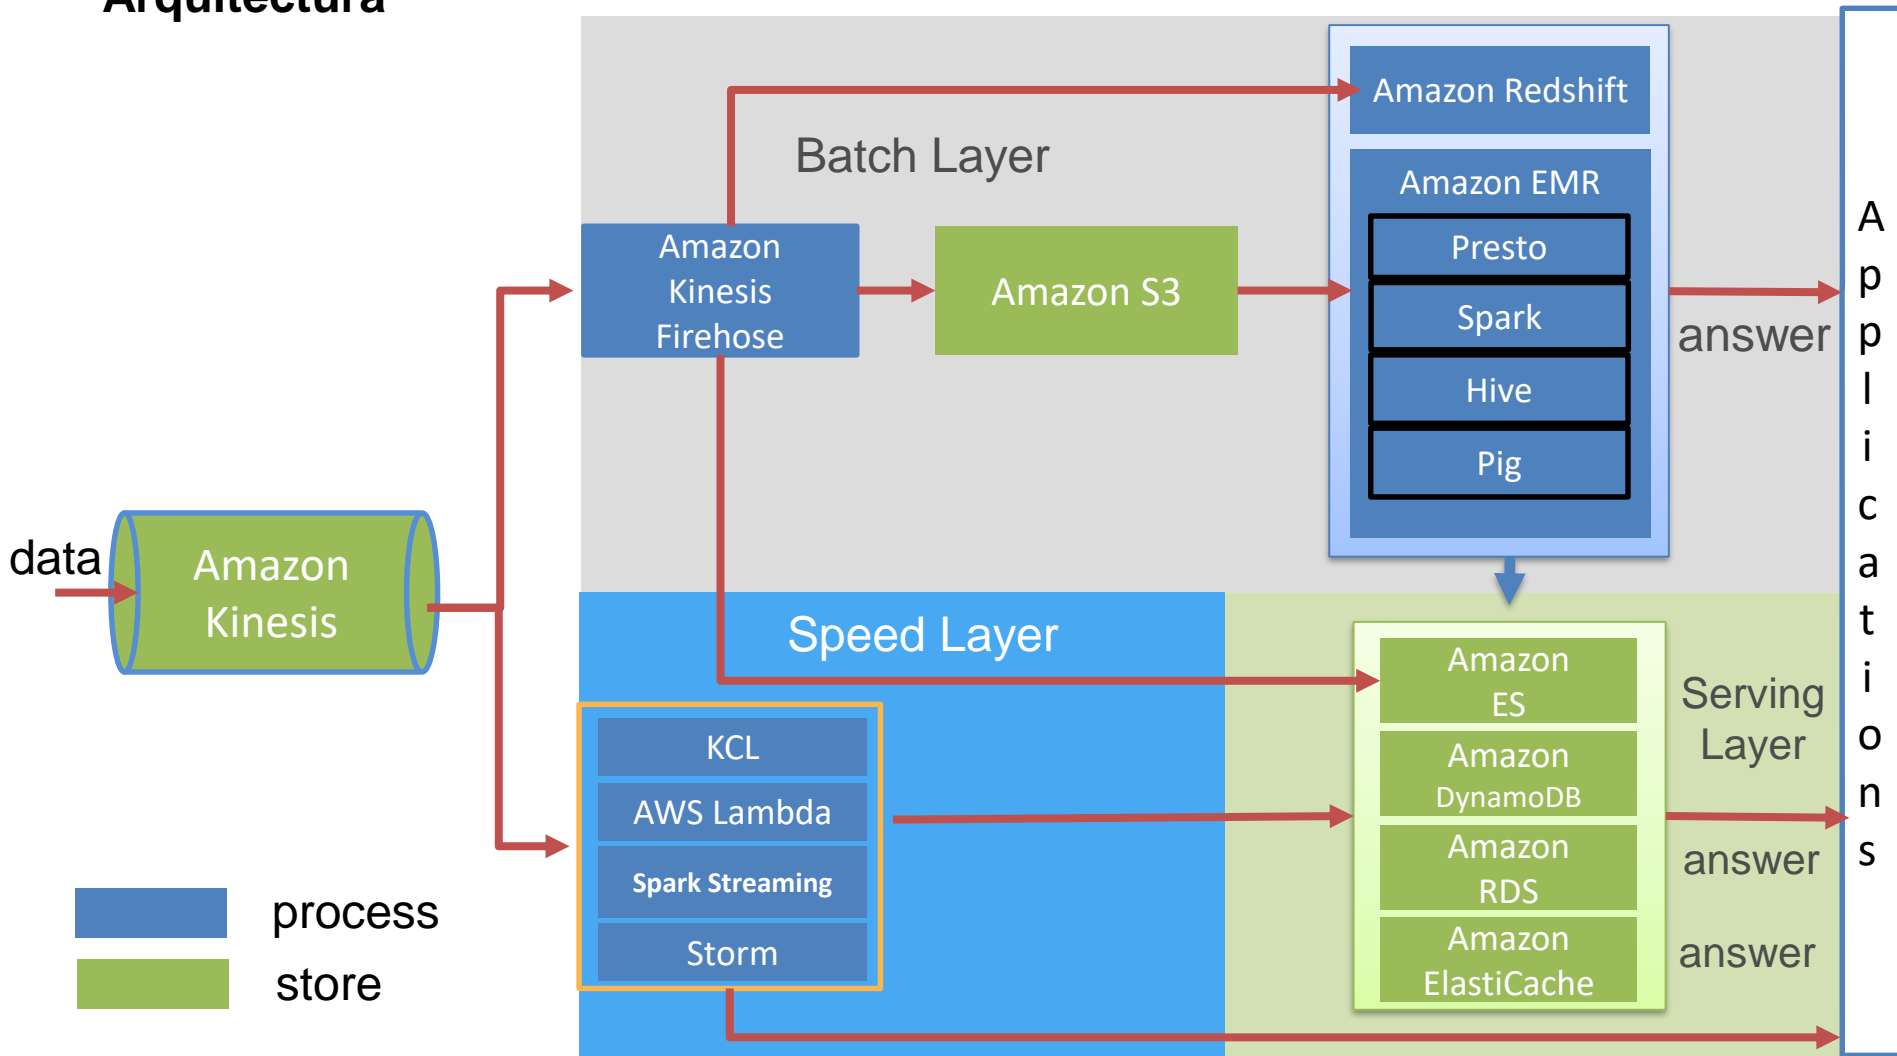 Arquitectura
Amazon Redshift
Batch Layer
Amazon EMR
Presto
Spark
Hive
Pig
Amazon
Kinesis
Firehose
Amazon S3
answer
Applications
data
Amazon
Kinesis
Speed Layer
KCL
AWS Lambda
Spark Streaming
Storm
Amazon
ES
Amazon
DynamoDB
Amazon
RDS
Amazon
ElastiCache
Serving
Layer
answer
answer
process
store